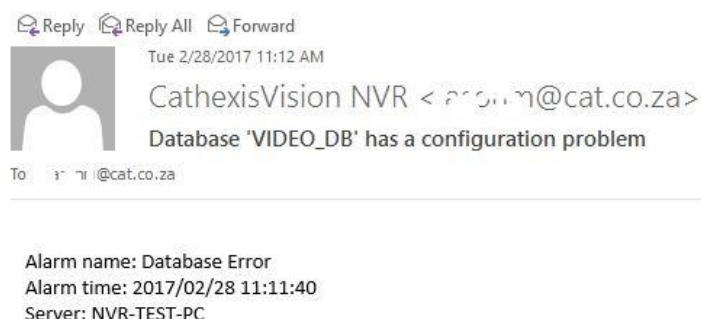 Reply Reply All Forward
Tue 2/28/2017 11:12 AM
CathexisVision NVR < @cat.co.za>
Database 'VIDEO_DB' has a configuration problem
To @cat.co.za
Alarm name: Database Error
Alarm time: 2017/02/28 11:11:40
Server: NVR-TEST-PC